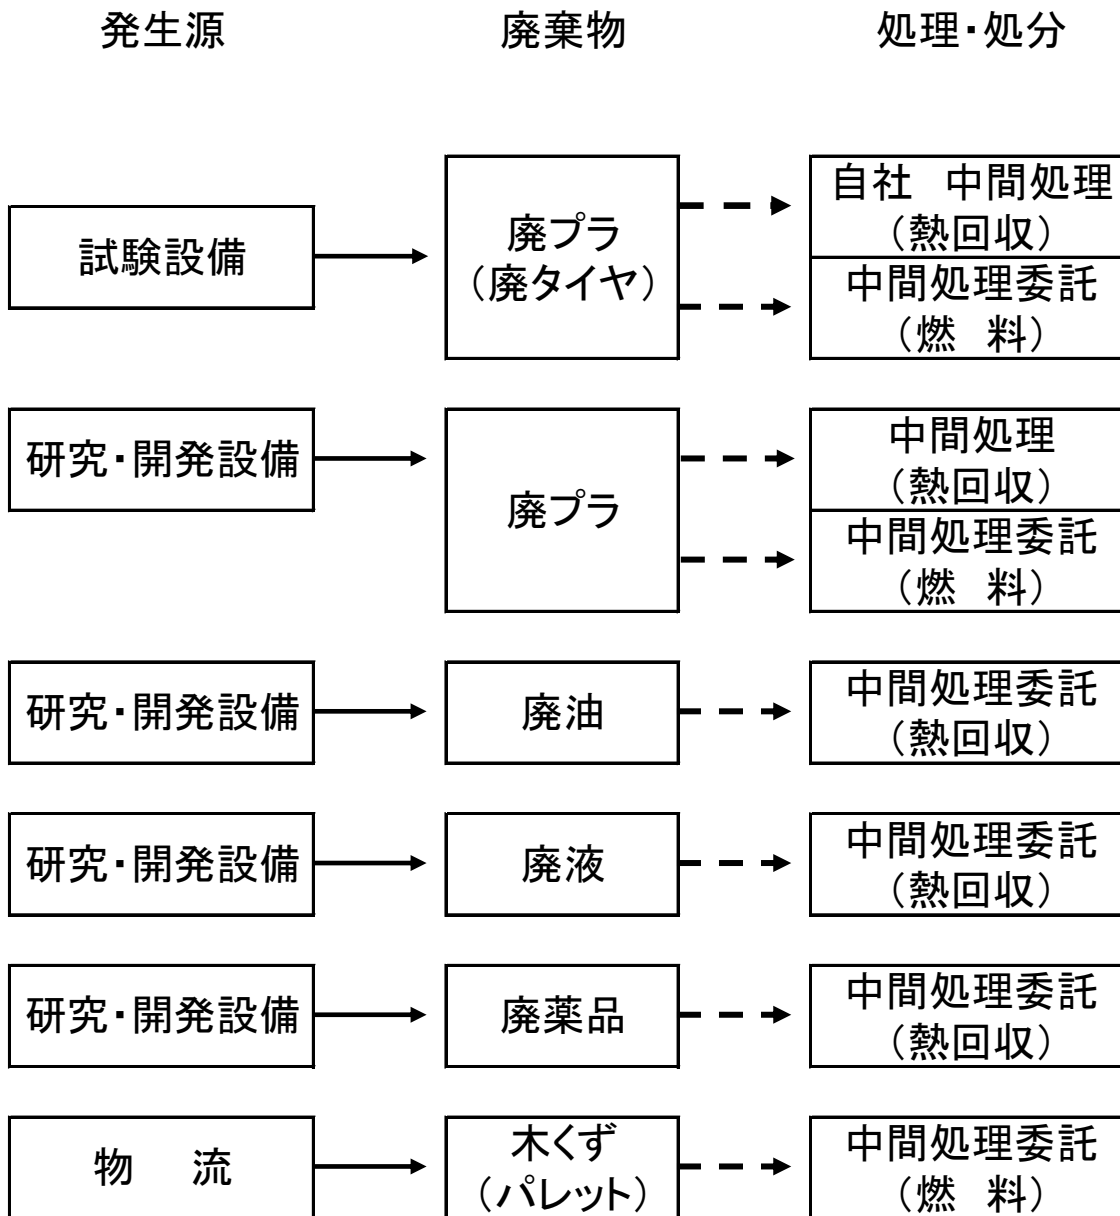 発生源
廃棄物
処理・処分
試験設備
廃プラ
（廃タイヤ）
自社　中間処理
（熱回収）
中間処理委託
（燃　料）
研究・開発設備
廃プラ
中間処理
（熱回収）
中間処理委託
（燃　料）
研究・開発設備
廃油
中間処理委託
（熱回収）
研究・開発設備
廃液
中間処理委託
（熱回収）
研究・開発設備
廃薬品
中間処理委託
（熱回収）
物　流
木くず
（パレット）
中間処理委託
（燃　料）